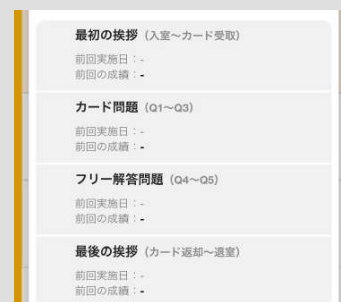 最初の挨拶（入室～カード受取）
前回実施日：-
前回の成績：-
カード問題（Q1～Q3）
前回実施日：-
前回の成績：-
フリー解答問題（Q4～Q5）
前回実施日：-
前回の成績：-
最後の挨拶（カード返却～退室）
前回実施日：-
前回の成績：-